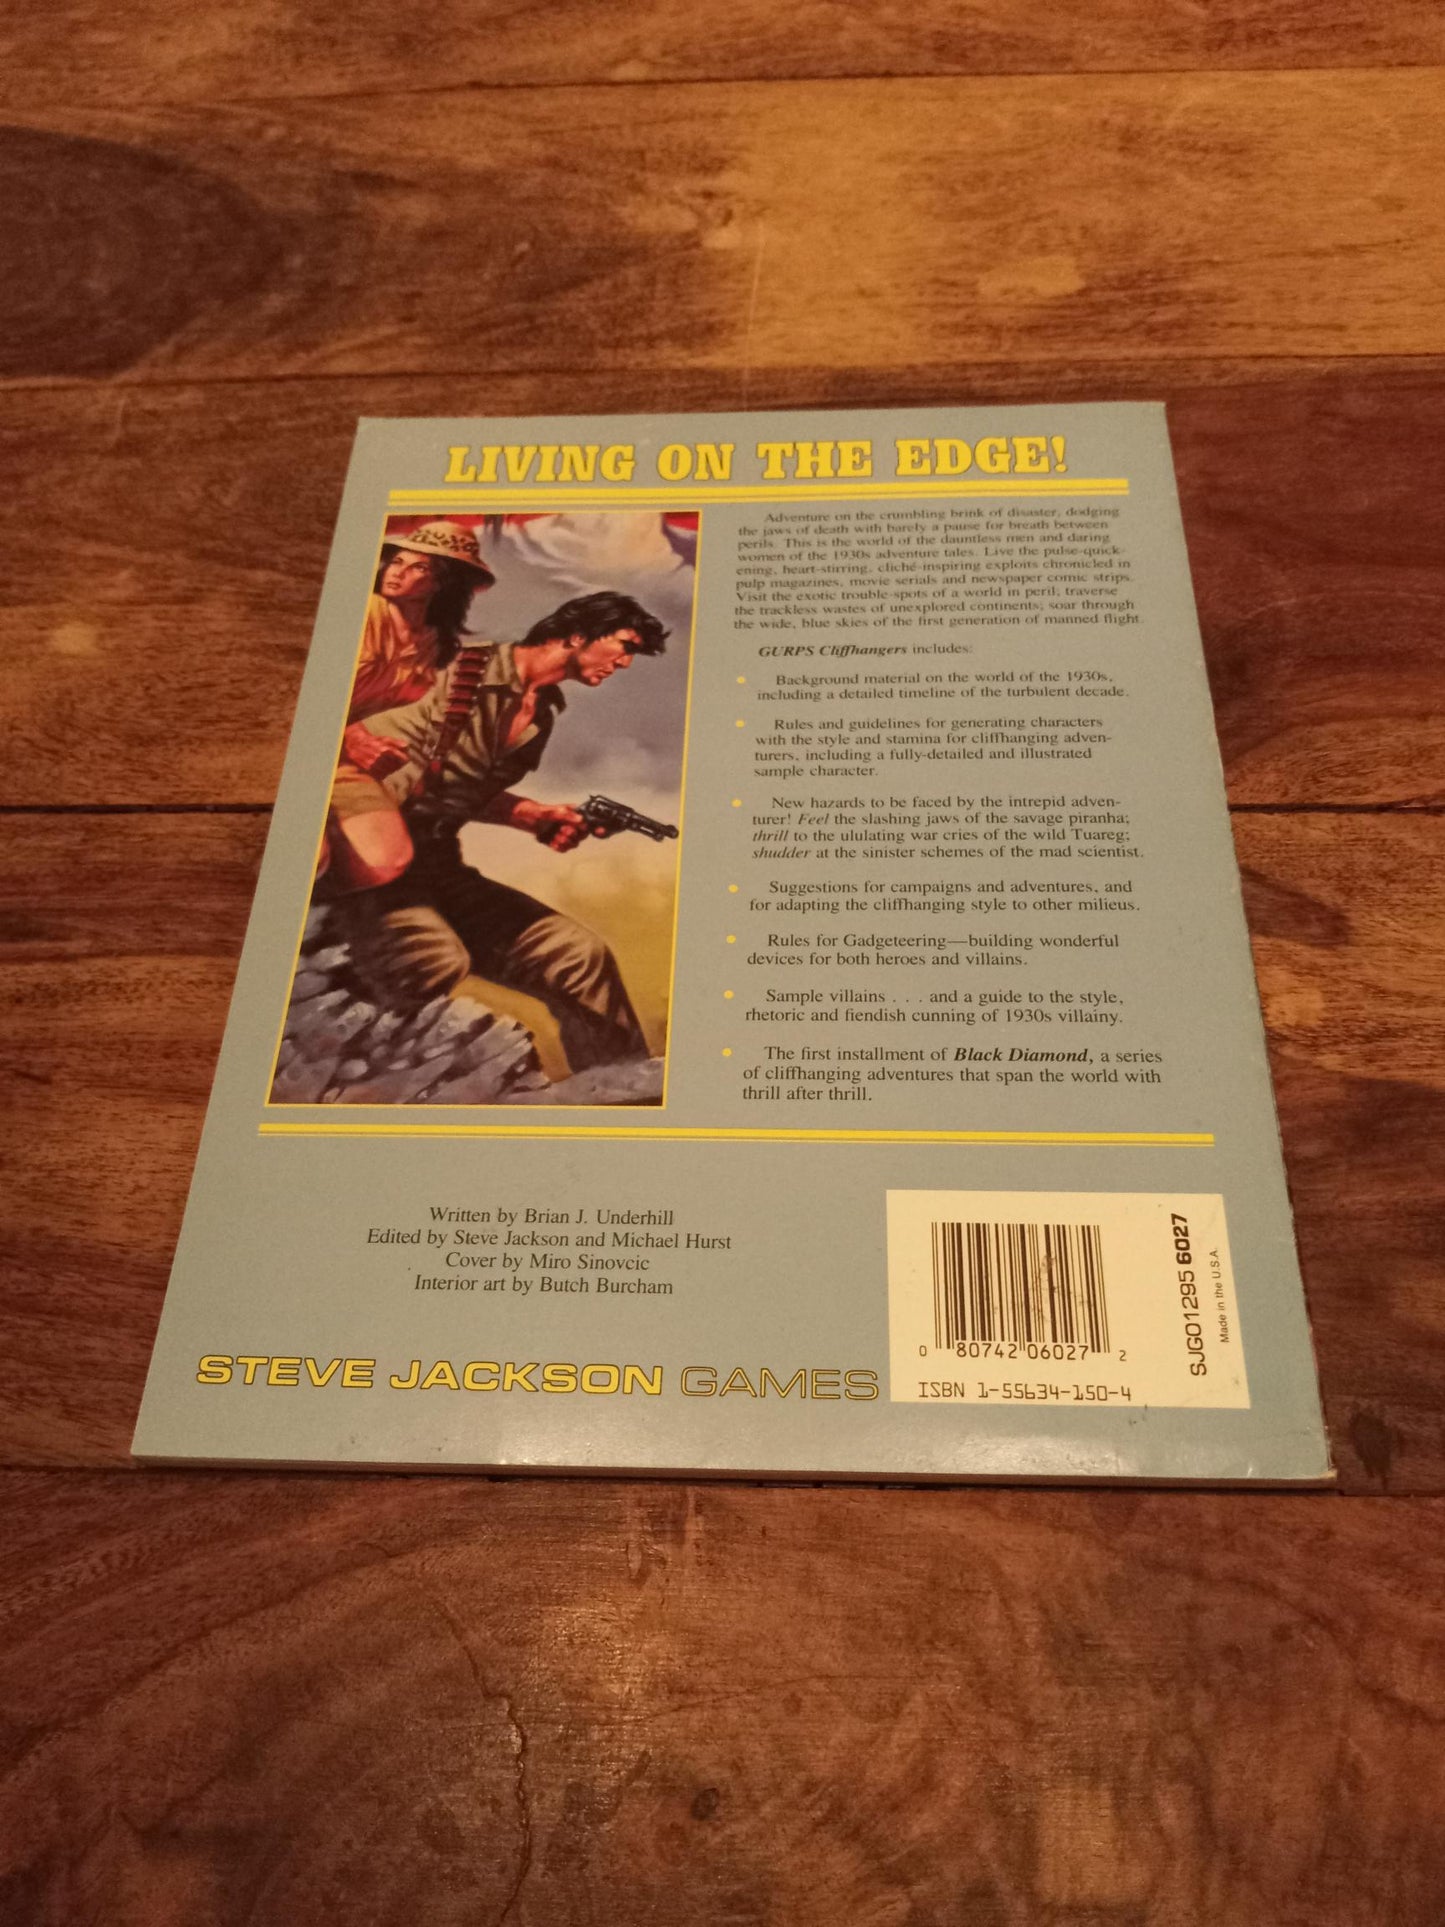 LIVING ON THE EDGE!
Adventure on the crumbling brink of disaster, dodging
the jaws of death with barely a pause for breath between
perils. This is the world of the dauntless men and daring
women of the 1930s adventure tales. Live the pulse-quick-
ening, heart-stirring, cliché-inspiring exploits chronicled in
pulp magazines, movie serials and newspaper comic strips.
Visit the exotic trouble-spots of a world in peril, traverse
the trackless wastes of unexplored continents; soar through
the wide, blue skies of the first generation of manned flight.
GURPS Cliffhangers includes:
• Background material on the world of the 1930s,
including a detailed timeline of the turbulent decade.
• Rules and guidelines for generating characters
with the style and stamina for cliffhanging adven-
turers, including a fully-detailed and illustrated
sample character.
• New hazards to be faced by the intrepid adven-
turer! Feel the slashing jaws of the savage piranha;
thrill to the ululating war cries of the wild Tuareg;
shudder at the sinister schemes of the mad scientist.
• Suggestions for campaigns and adventures, and
for adapting the cliffhanging style to other milieus.
• Rules for Gadgeteering—building wonderful
devices for both heroes and villains.
• Sample villains . . . and a guide to the style,
rhetoric and fiendish cunning of 1930s villainy.
• The first installment of Black Diamond, a series
of cliffhanging adventures that span the world with
thrill after thrill.
Written by Brian J. Underhill
Edited by Steve Jackson and Michael Hurst
Cover by Miro Sinovcic
Interior art by Butch Burcham
STEVE JACKSON GAMES
0 80742 06027 2
ISBN 1-55634-150-4
SJG01295 6027
Made in the U.S.A.